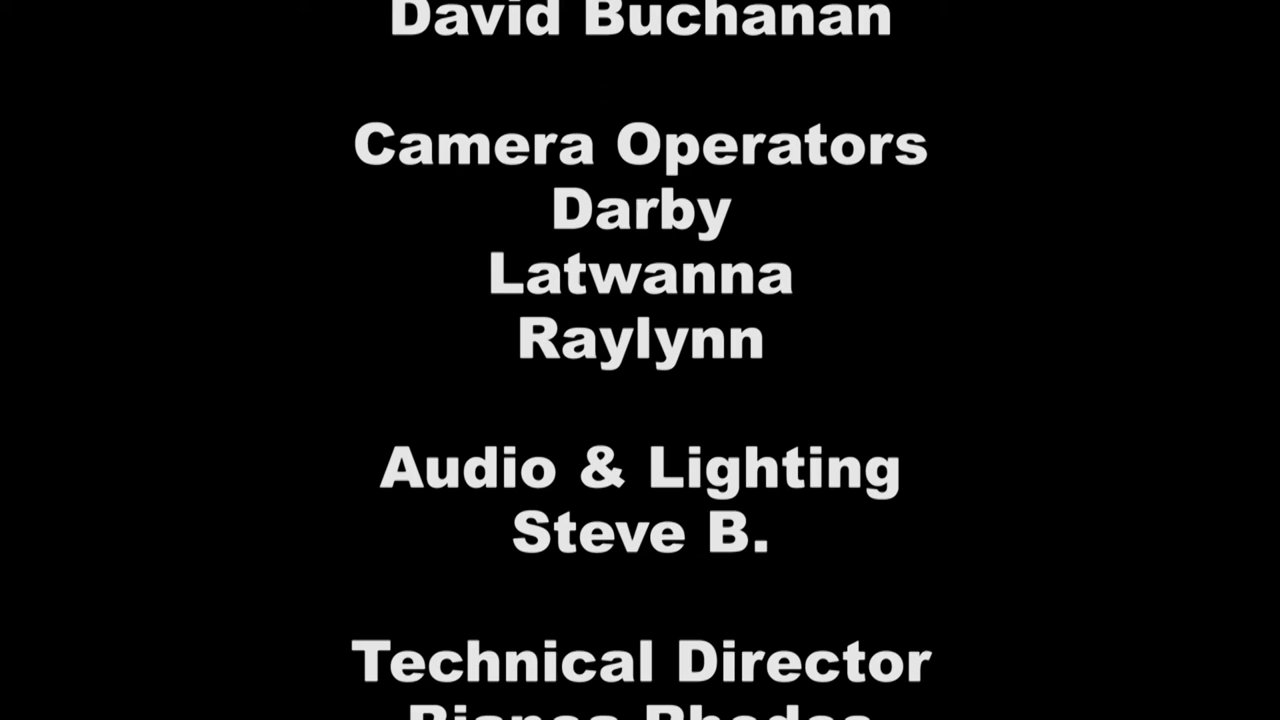 David Buchanan
Camera Operators
Darby
Latwanna
Raylynn
Audio & Lighting
Steve B.
Technical Director